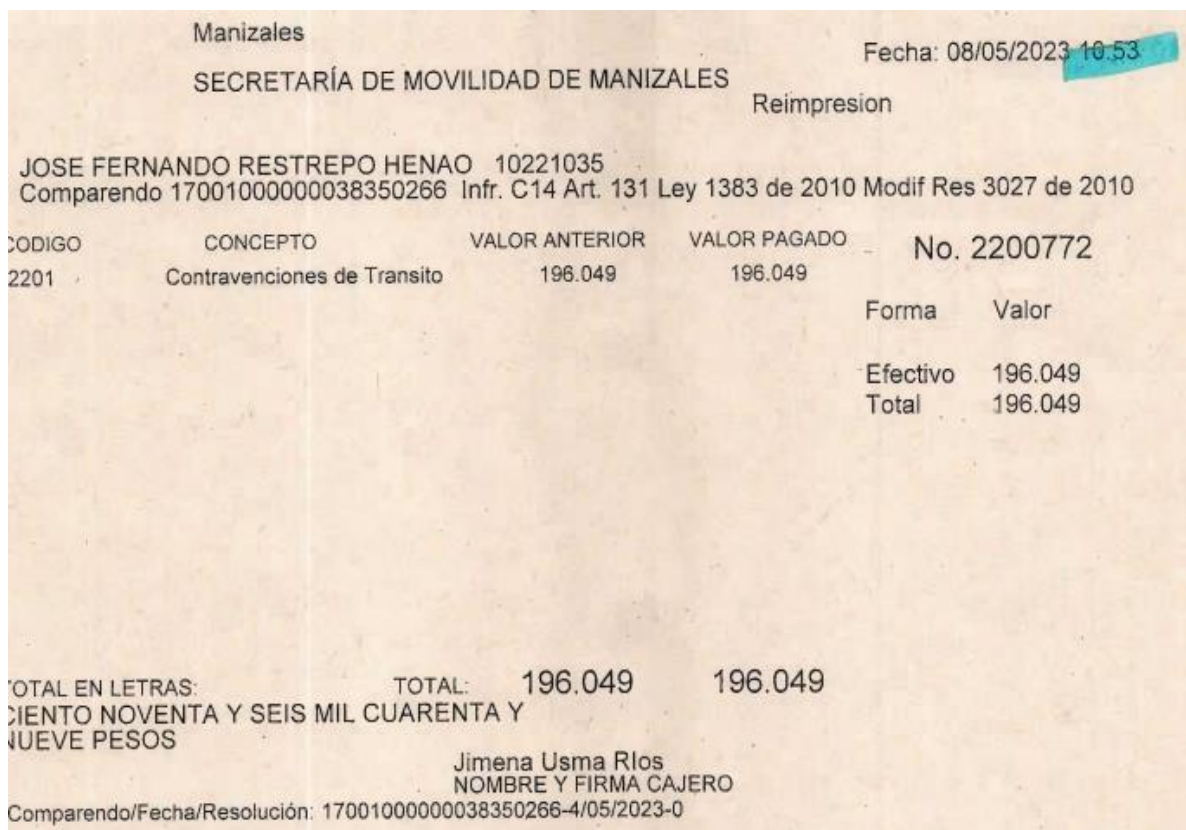 Manizales
Fecha: 08/05/2023 10:53
SECRETARÍA DE MOVILIDAD DE MANIZALES
Reimpresion
JOSE FERNANDO RESTREPO HENAO 10221035
Comparendo 17001000000038350266 Infr. C14 Art. 131 Ley 1383 de 2010 Modif Res 3027 de 2010
CODIGO CONCEPTO VALOR ANTERIOR VALOR PAGADO No. 2200772
2201 Contravenciones de Transito 196.049 196.049
Forma Valor
Efectivo 196.049
Total 196.049
TOTAL EN LETRAS: TOTAL: 196.049 196.049
CIENTO NOVENTA Y SEIS MIL CUARENTA Y
NUEVE PESOS
Jimena Usma RIos
NOMBRE Y FIRMA CAJERO
Comparendo/Fecha/Resolución: 17001000000038350266-4/05/2023-0